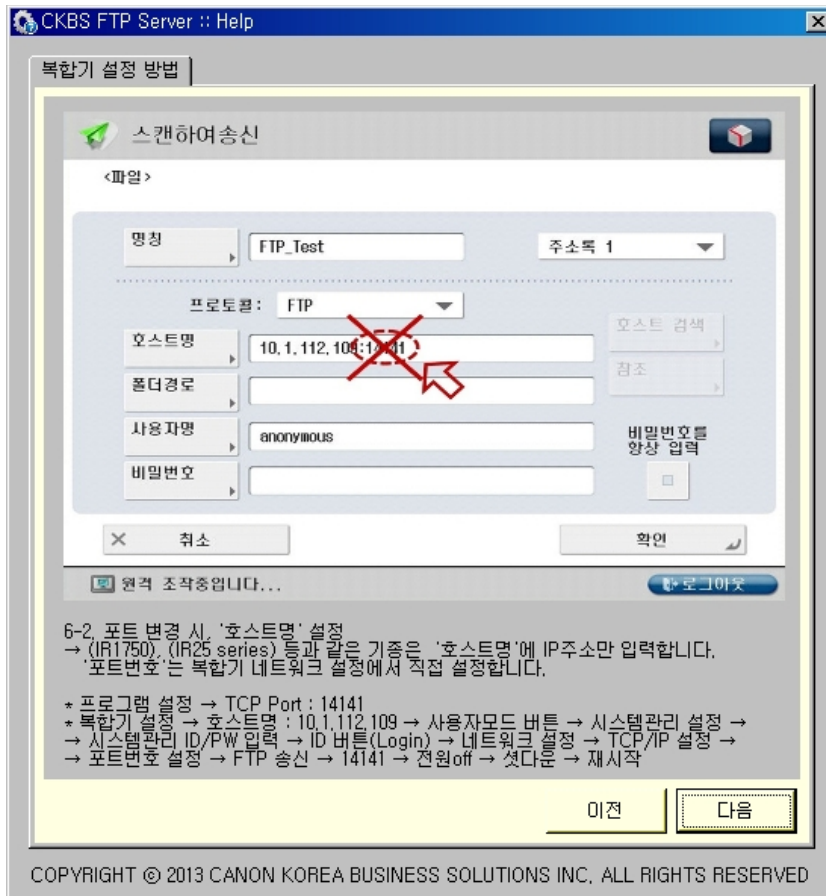 CKBS FTP Server :: Help
복합기 설정 방법
스캔하여송신
<파일>
명칭
FTP_Test
주소록 1
프로토콜: FTP
호스트 검색
호스트명
10.1.112.109:14141
참조
폴더경로
사용자명
anonymous
비밀번호를
항상 입력
비밀번호
취소
확인
원격 조작중입니다...
로그아웃
6-2. 포트 변경 시, '호스트명' 설정
→ (IR1750), (IR25 series) 등과 같은 기종은 '호스트명'에 IP주소만 입력합니다.
'포트번호'는 복합기 네트워크 설정에서 직접 설정합니다.
* 프로그램 설정 → TCP Port : 14141
* 복합기 설정 → 호스트명 : 10.1.112.109 → 사용자모드 버튼 → 시스템관리 설정 →
→ 시스템관리 ID/PW 입력 → ID 버튼(Login) → 네트워크 설정 → TCP/IP 설정 →
→ 포트번호 설정 → FTP 송신 → 14141 → 전원off → 셧다운 → 재시작
이전
다음
COPYRIGHT ⓒ 2013 CANON KOREA BUSINESS SOLUTIONS INC. ALL RIGHTS RESERVED